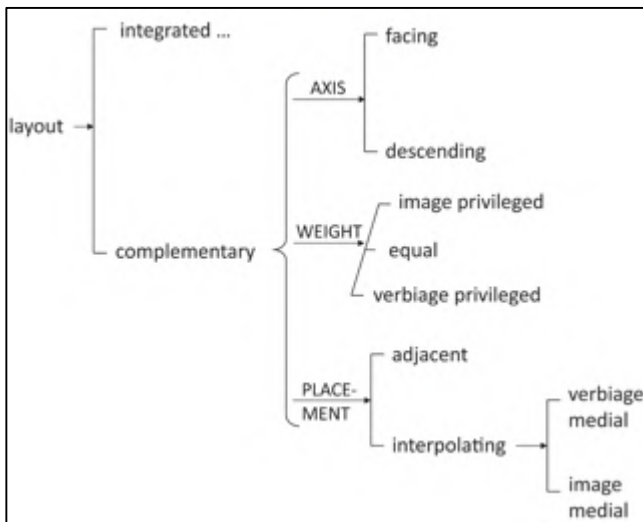 integrated ...
facing
AXIS
layout
descending
image privileged
WEIGHT
complementary
equal
verbiage privileged
adjacent
PLACE-
MENT
verbiage
medial
interpolating
image
medial